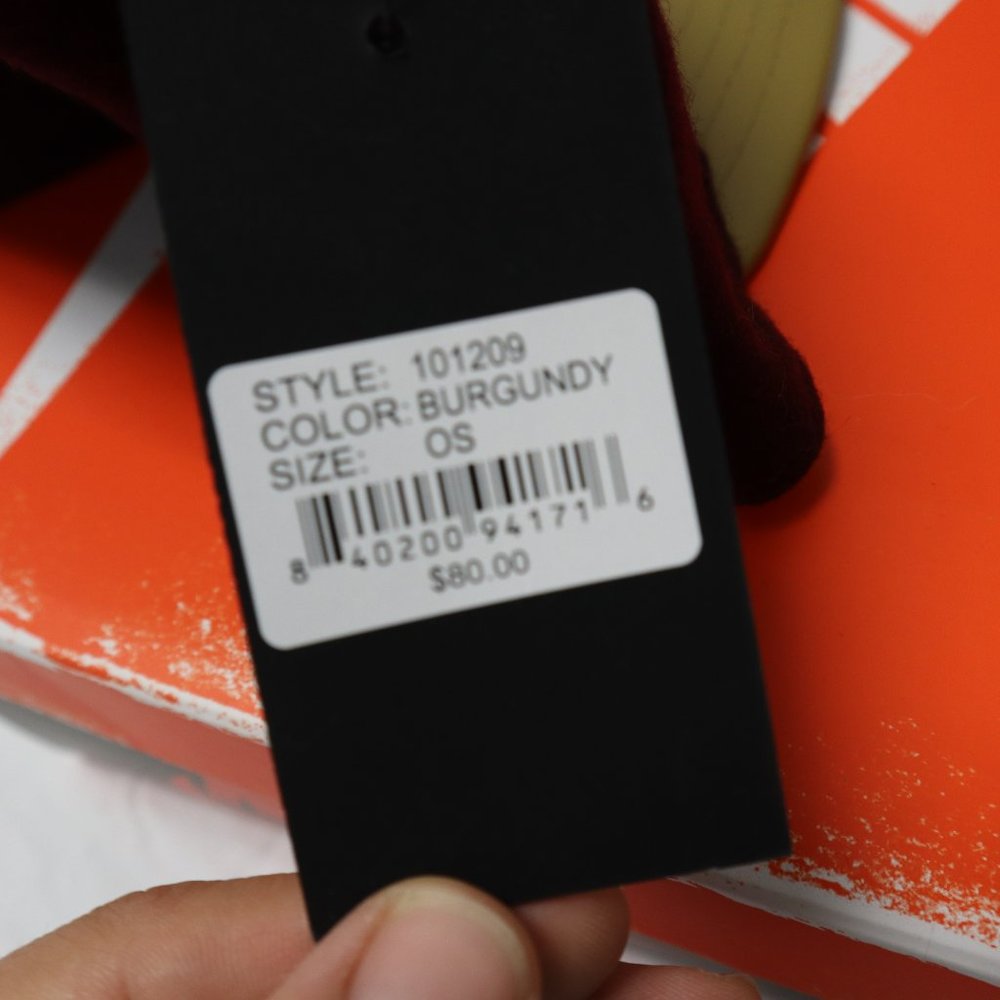 STYLE: 101209
COLOR: BURGUNDY
SIZE: OS
8 40200 94171 6
$80.00